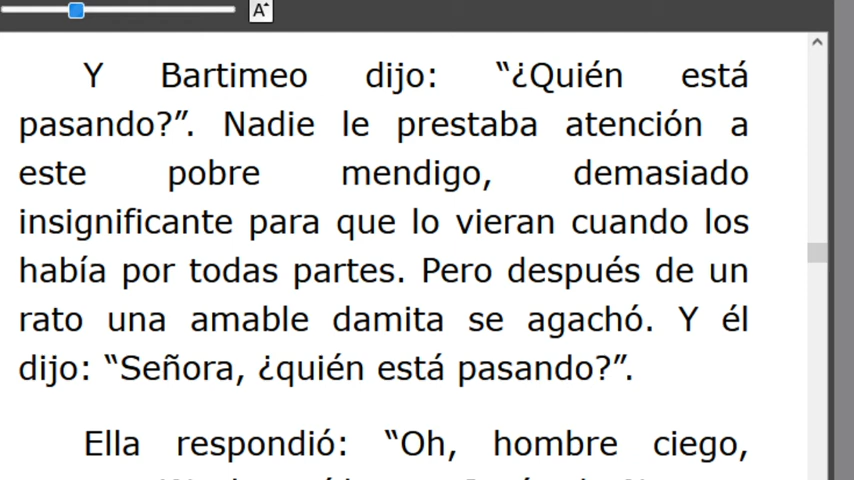 A
Y Bartimeo dijo: “¿Quién está
pasando?”. Nadie le prestaba atención a
este pobre mendigo, demasiado
insignificante para que lo vieran cuando los
había por todas partes. Pero después de un
rato una amable damita se agachó. Y él
dijo: “Señora, ¿quién está pasando?”.
Ella respondió: “Oh, hombre ciego,